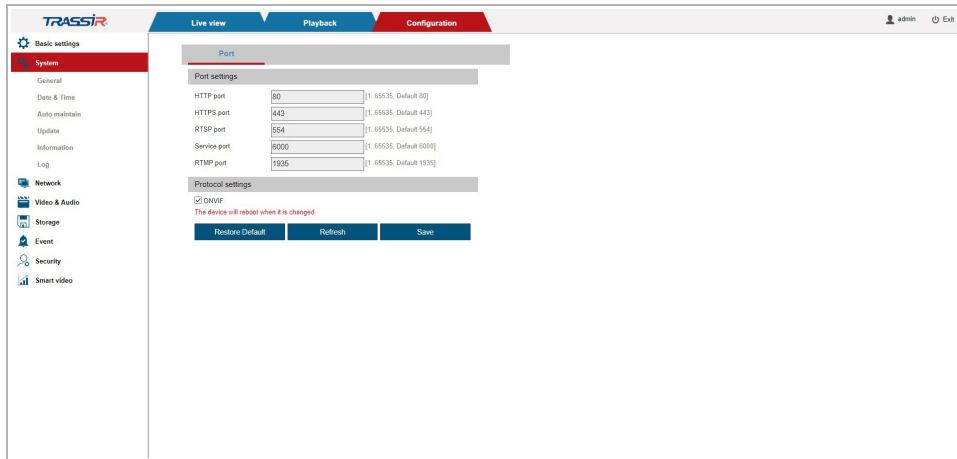 TRASSIR
Live view
Playback
Configuration
admin
Exit
Basic settings
System
General
Date & Time
Auto maintain
Update
Information
Log
Network
Video & Audio
Storage
Event
Security
Smart video
Port
Port settings
HTTP port 80 [1..65535, Default 80]
HTTPS port 443 [1..65535, Default 443]
RTSP port 554 [1..65535, Default 554]
Service port 6000 [1..65535, Default 6000]
RTMP port 1935 [1..65535, Default 1935]
Protocol settings
ONVIF
The device will reboot when it is changed.
Restore Default
Refresh
Save